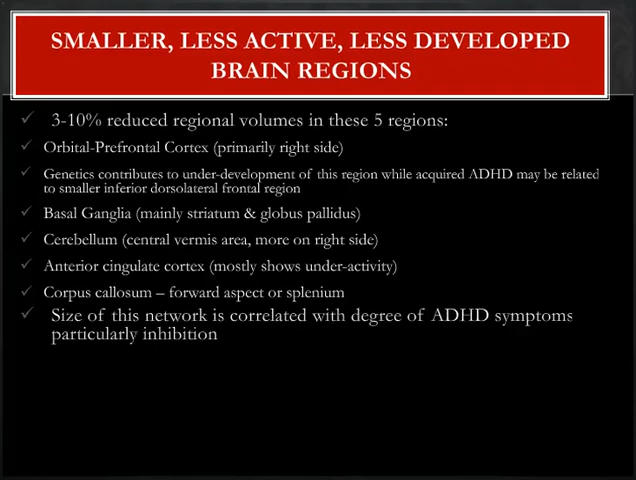 SMALLER, LESS ACTIVE, LESS DEVELOPED
BRAIN REGIONS
3-10% reduced regional volumes in these 5 regions:
Orbital-Prefrontal Cortex (primarily right side)
Genetics contributes to under-development of this region while acquired ADHD may be related
to smaller inferior dorsolateral frontal region
Basal Ganglia (mainly striatum & globus pallidus)
Cerebellum (central vermis area, more on right side)
Anterior cingulate cortex (mostly shows under-activity)
Corpus callosum – forward aspect or splenium
Size of this network is correlated with degree of ADHD symptoms
particularly inhibition